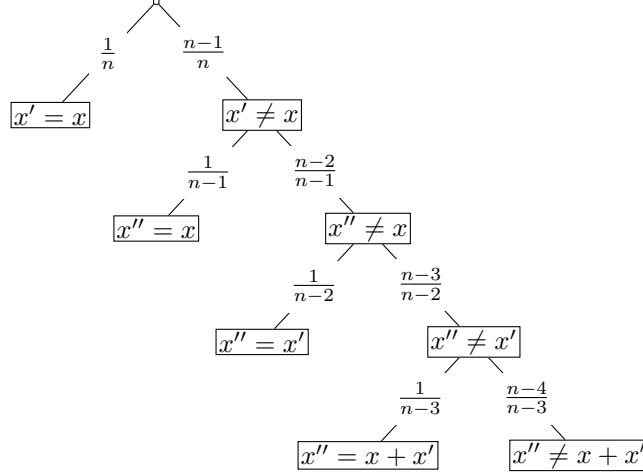 1/n n−1/n
x′ = x x′ ≠ x
1/n−1 n−2/n−1
x′′ = x x′′ ≠ x
1/n−2 n−3/n−2
x′′ = x′ x′′ ≠ x′
1/n−3 n−4/n−3
x′′ = x + x′ x′′ ≠ x + x′